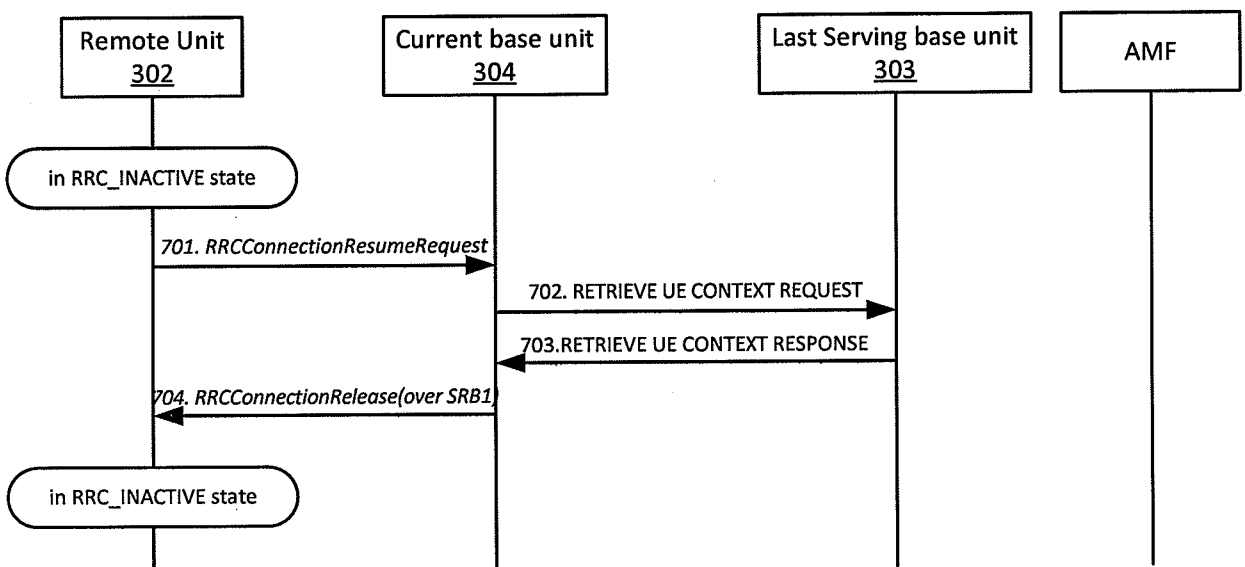 Remote Unit
302
Current base unit
304
Last Serving base unit
303
AMF
in RRC_INACTIVE state
701. RRCConnectionResumeRequest
702. RETRIEVE UE CONTEXT REQUEST
703.RETRIEVE UE CONTEXT RESPONSE
704. RRCConnectionRelease(over SRB1)
in RRC_INACTIVE state